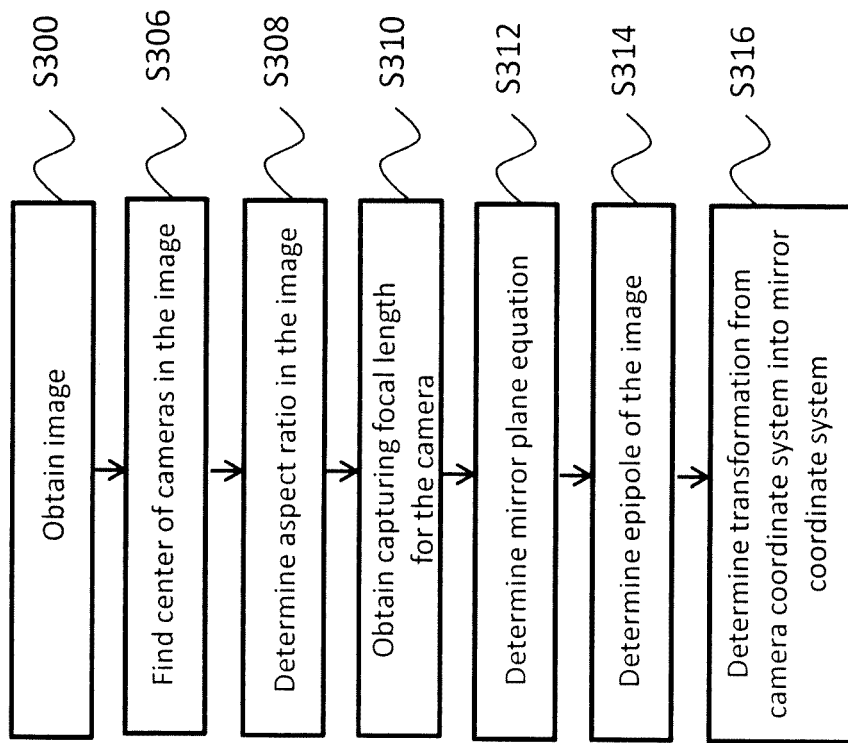 Obtain image
S300
Find center of cameras in the image
S306
Determine aspect ratio in the image
S308
Obtain capturing focal length
for the camera
S310
Determine mirror plane equation
S312
Determine epipole of the image
S314
Determine transformation from
camera coordinate system into mirror
coordinate system
S316